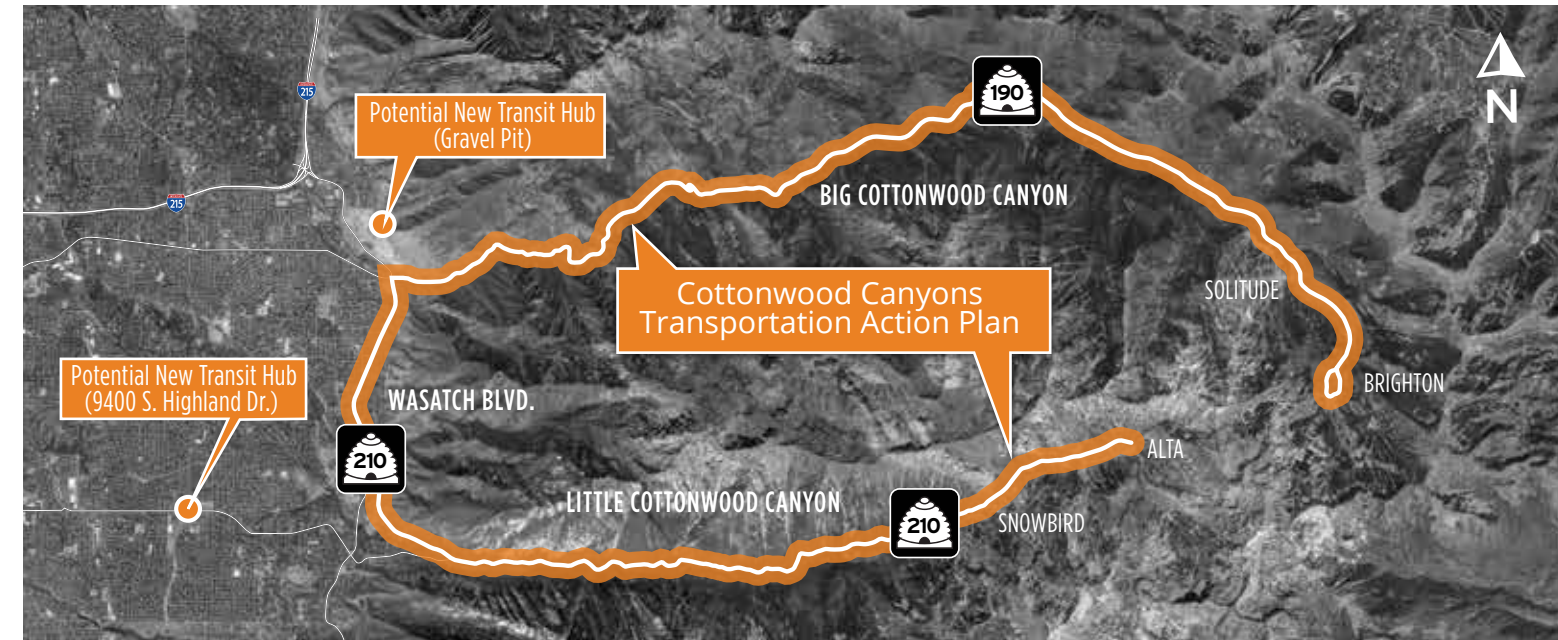 215
Potential New Transit Hub
(Gravel Pit)
190
N
215
BIG COTTONWOOD CANYON
Cottonwood Canyons
Transportation Action Plan
SOLITUDE
Potential New Transit Hub
(9400 S. Highland Dr.)
WASATCH BLVD.
BRIGHTON
210
ALTA
LITTLE COTTONWOOD CANYON
210
SNOWBIRD